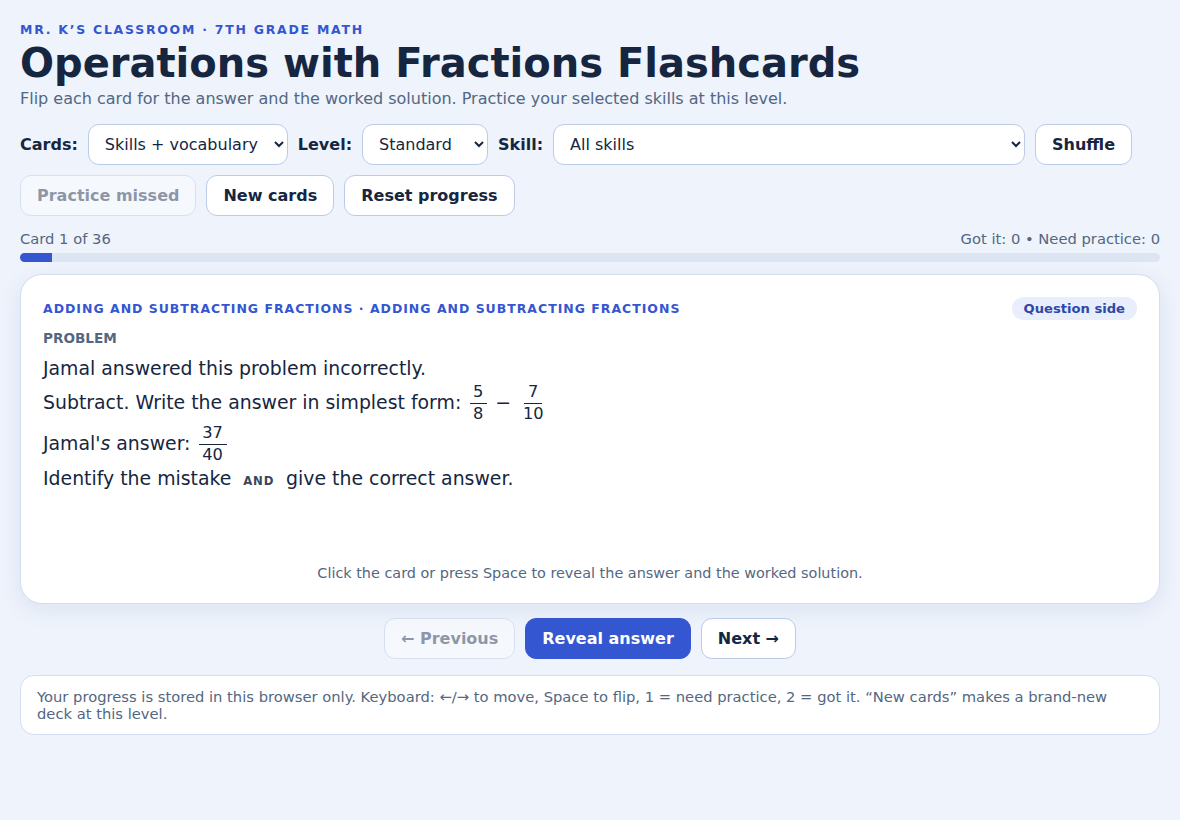 MR. K’S CLASSROOM · 7TH GRADE MATH
Operations with Fractions Flashcards
Flip each card for the answer and the worked solution. Practice your selected skills at this level.
Cards: Skills + vocabulary Level: Standard Skill: All skills Shuffle
Practice missed New cards Reset progress
Card 1 of 36 Got it: 0 • Need practice: 0
ADDING AND SUBTRACTING FRACTIONS · ADDING AND SUBTRACTING FRACTIONS Question side
PROBLEM
Jamal answered this problem incorrectly.
Subtract. Write the answer in simplest form: 5/8 − 7/10
Jamal's answer: 37/40
Identify the mistake AND give the correct answer.
Click the card or press Space to reveal the answer and the worked solution.
← Previous Reveal answer Next →
Your progress is stored in this browser only. Keyboard: ←/→ to move, Space to flip, 1 = need practice, 2 = got it. “New cards” makes a brand-new
deck at this level.